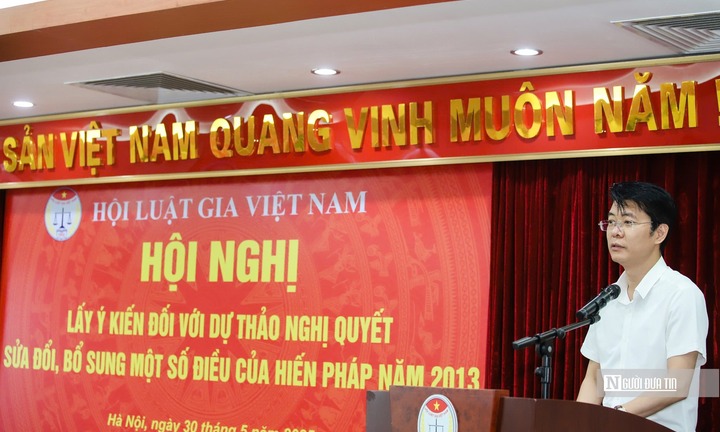 SẢN VIỆT NAM QUANG VINH MUÔN NĂM
HỘI LUẬT GIA VIỆT NAM
HỘI NGHỊ
LẤY Ý KIẾN ĐỐI VỚI DỰ THẢO NGHỊ QUYẾT
SỬA ĐỔI, BỔ SUNG MỘT SỐ ĐIỀU CỦA HIẾN PHÁP NĂM 2013
Hà Nội, ngày 30 tháng 5 năm
NGƯỜI ĐƯA TIN